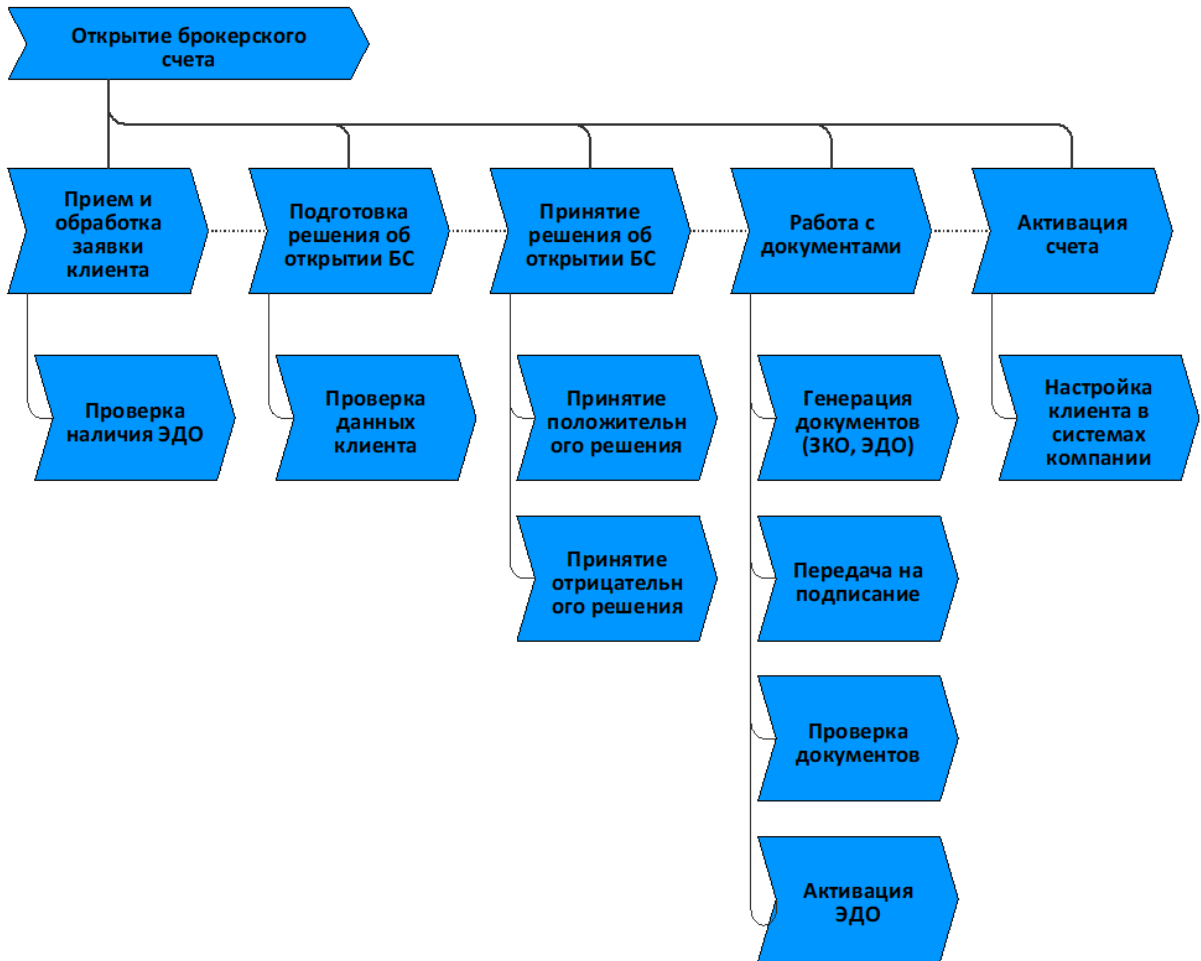 Открытие брокерского
счета
Прием и
обработка
заявки
клиента
Подготовка
решения об
открытии БС
Принятие
решения об
открытии БС
Работа с
документами
Активация
счета
Проверка
наличия ЭДО
Проверка
данных
клиента
Принятие
положительн
ого решения
Генерация
документов
(ЗКО, ЭДО)
Настройка
клиента в
системах
компании
Принятие
отрицательн
ого решения
Передача на
подписание
Проверка
документов
Активация
ЭДО